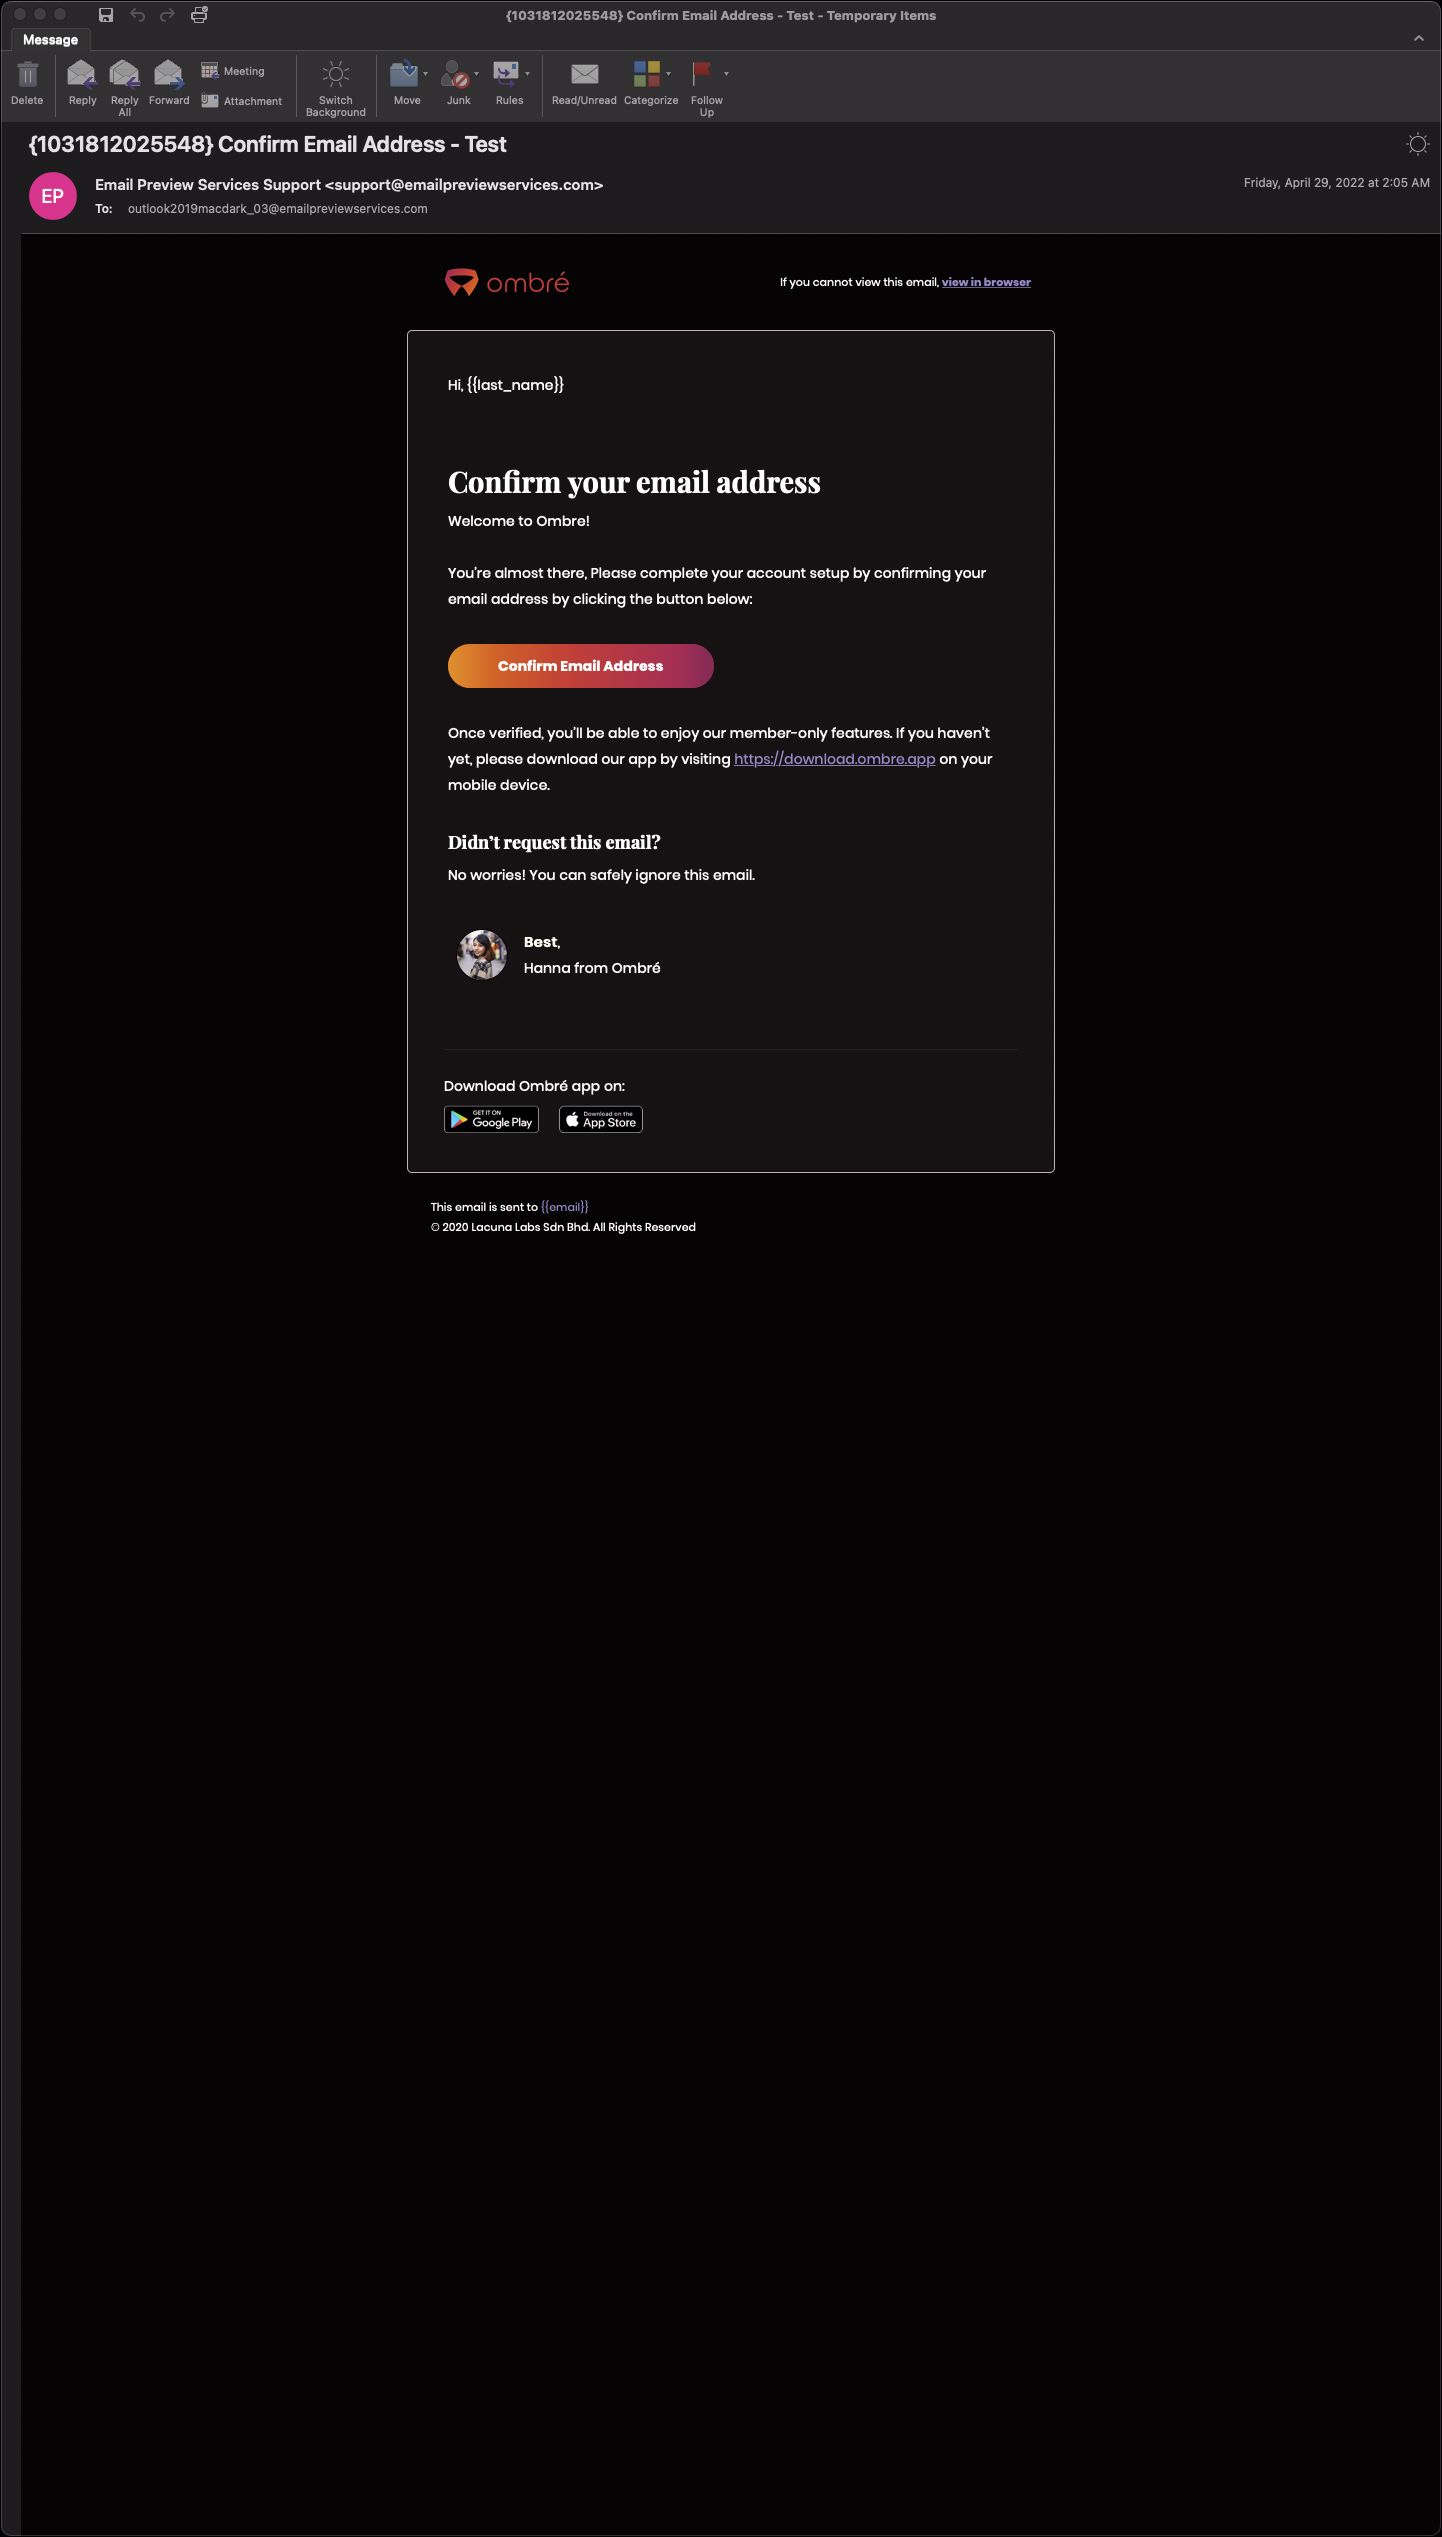 {1031812025548} Confirm Email Address - Test - Temporary Items
Message
Delete
Reply
Reply All
Forward
Meeting
Attachment
Switch Background
Move
Junk
Rules
Read/Unread
Categorize
Follow Up
{1031812025548} Confirm Email Address - Test
EP
Email Preview Services Support <support@emailpreviewservices.com>
Friday, April 29, 2022 at 2:05 AM
To: outlook2019macdark_03@emailpreviewservices.com
ombré
If you cannot view this email, view in browser
Hi, {{last_name}}
Confirm your email address
Welcome to Ombre!
You're almost there, Please complete your account setup by confirming your
email address by clicking the button below:
Confirm Email Address
Once verified, you'll be able to enjoy our member-only features. If you haven't
yet, please download our app by visiting https://download.ombre.app on your
mobile device.
Didn't request this email?
No worries! You can safely ignore this email.
Best,
Hanna from Ombré
Download Ombré app on:
GET IT ON
Google Play
Download on the
App Store
This email is sent to {{email}}
© 2020 Lacuna Labs Sdn Bhd. All Rights Reserved